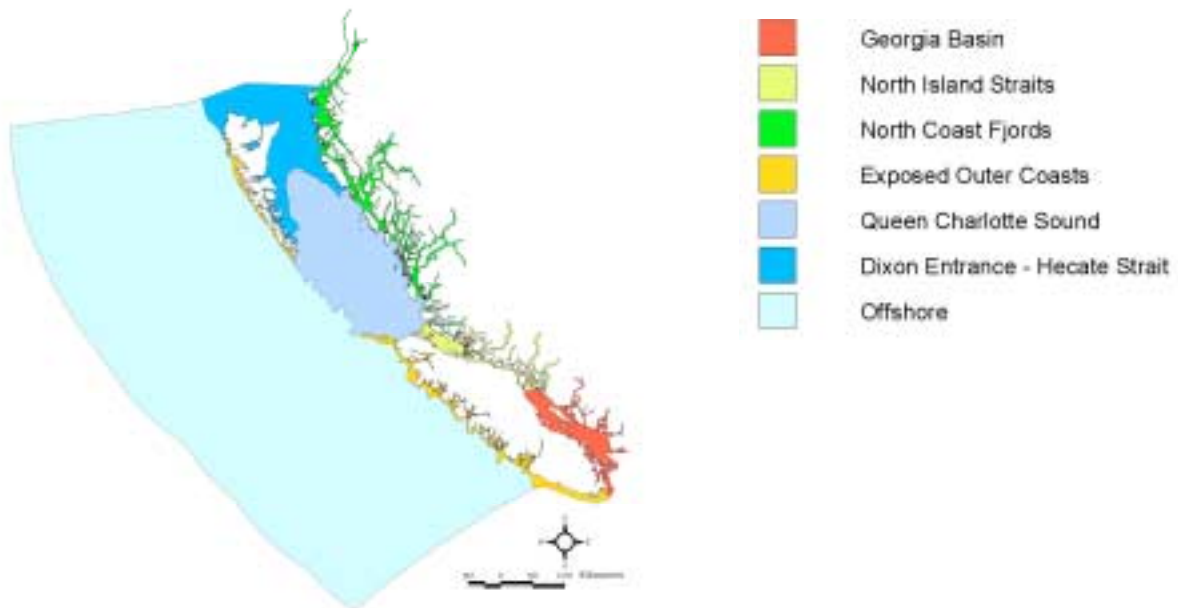 Georgia Basin
North Island Straits
North Coast Fjords
Exposed Outer Coasts
Queen Charlotte Sound
Dixon Entrance - Hecate Strait
Offshore